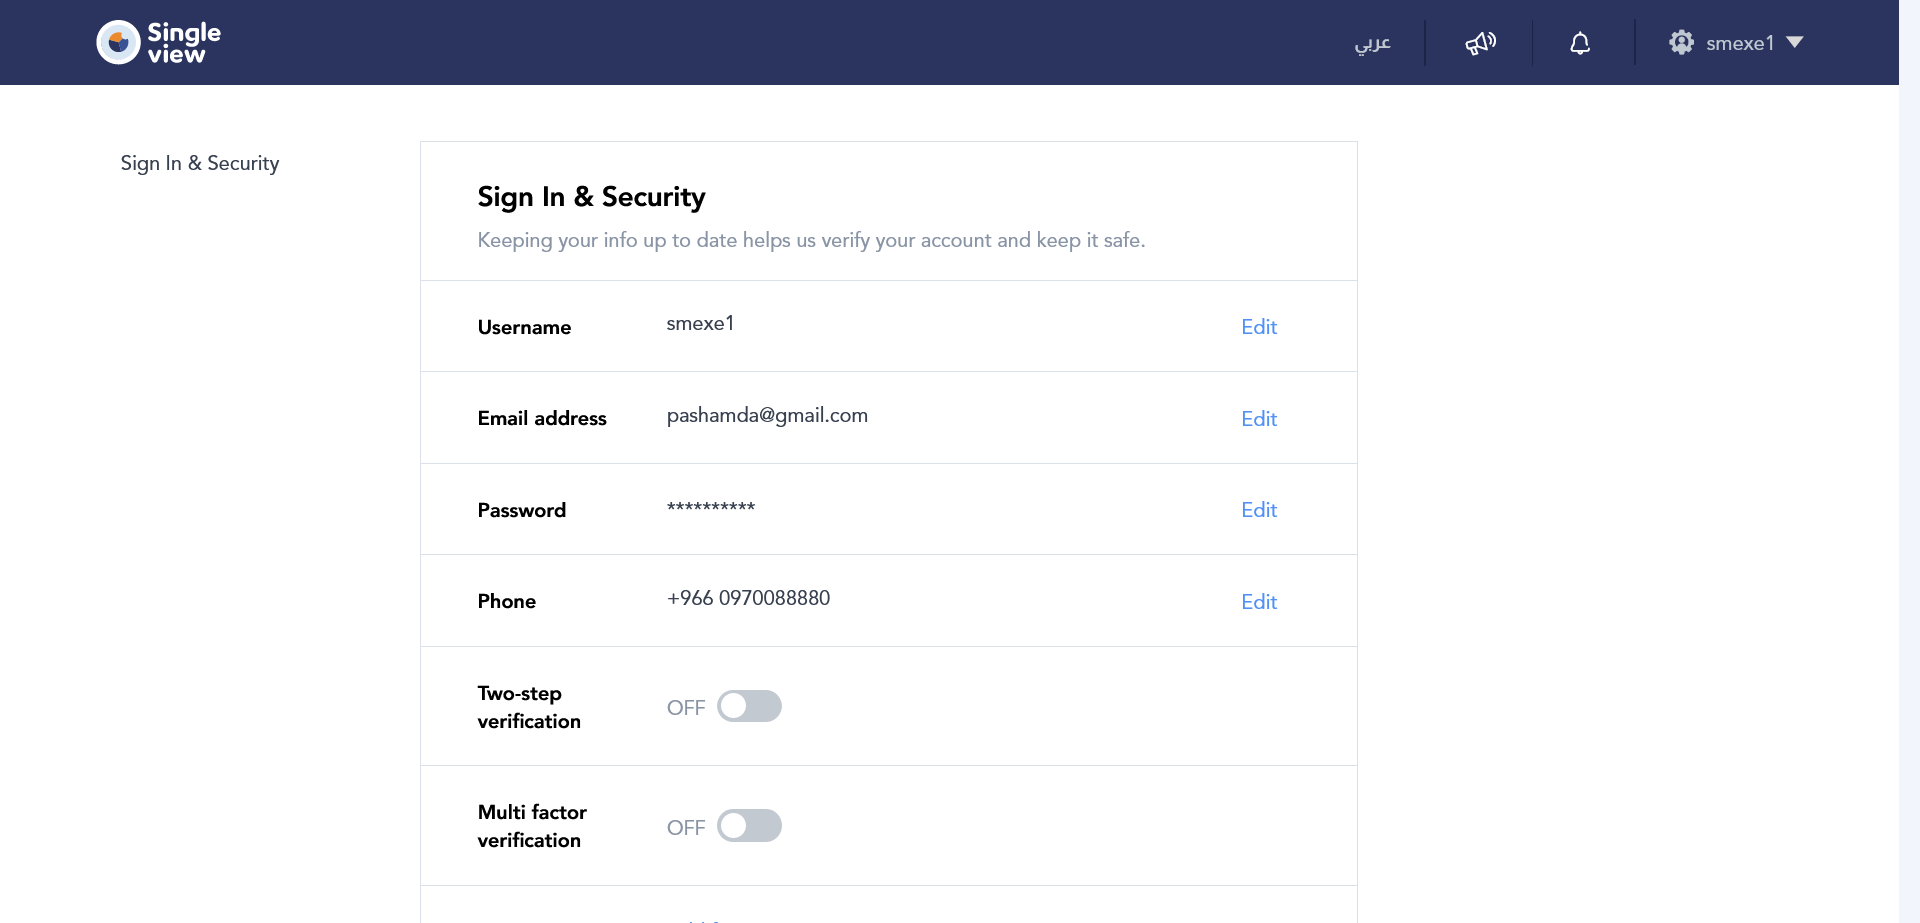 Single
view
عربي
smexe1
Sign In & Security
Sign In & Security
Keeping your info up to date helps us verify your account and keep it safe.
Username
smexe1
Edit
Email address
pashamda@gmail.com
Edit
Password
**********
Edit
Phone
+966 0970088880
Edit
Two-step
verification
OFF
Multi factor
verification
OFF